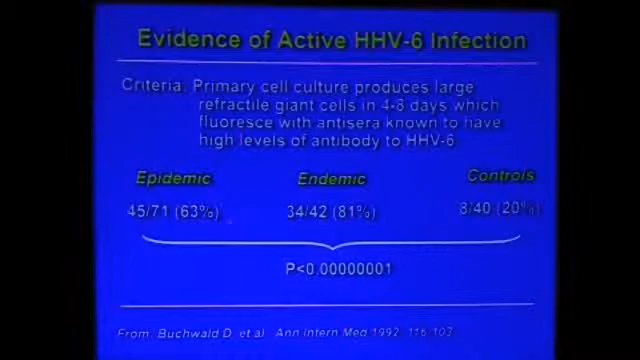 Evidence of Active HHV-6 Infection
Criteria: Primary cell culture produces large
refractile giant cells in 4-8 days which
fluoresce with antisera known to have
high levels of antibody to HHV-6
Epidemic Endemic Controls
45/71 (63%) 34/42 (81%) 8/40 (20%)
P<0.00000001
From: Buchwald D. et al. Ann Intern Med 1992; 116:103